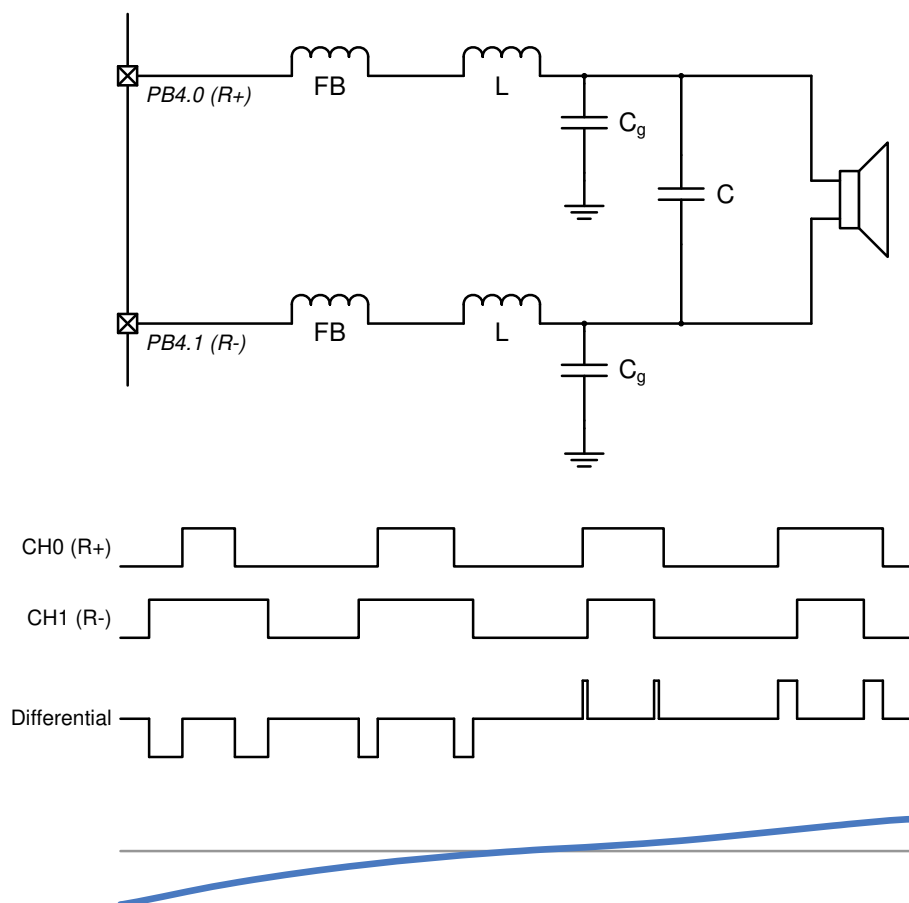 FB
L
PB4.0 (R+)
Cg
C
FB
L
PB4.1 (R-)
Cg
CH0 (R+)
CH1 (R-)
Differential